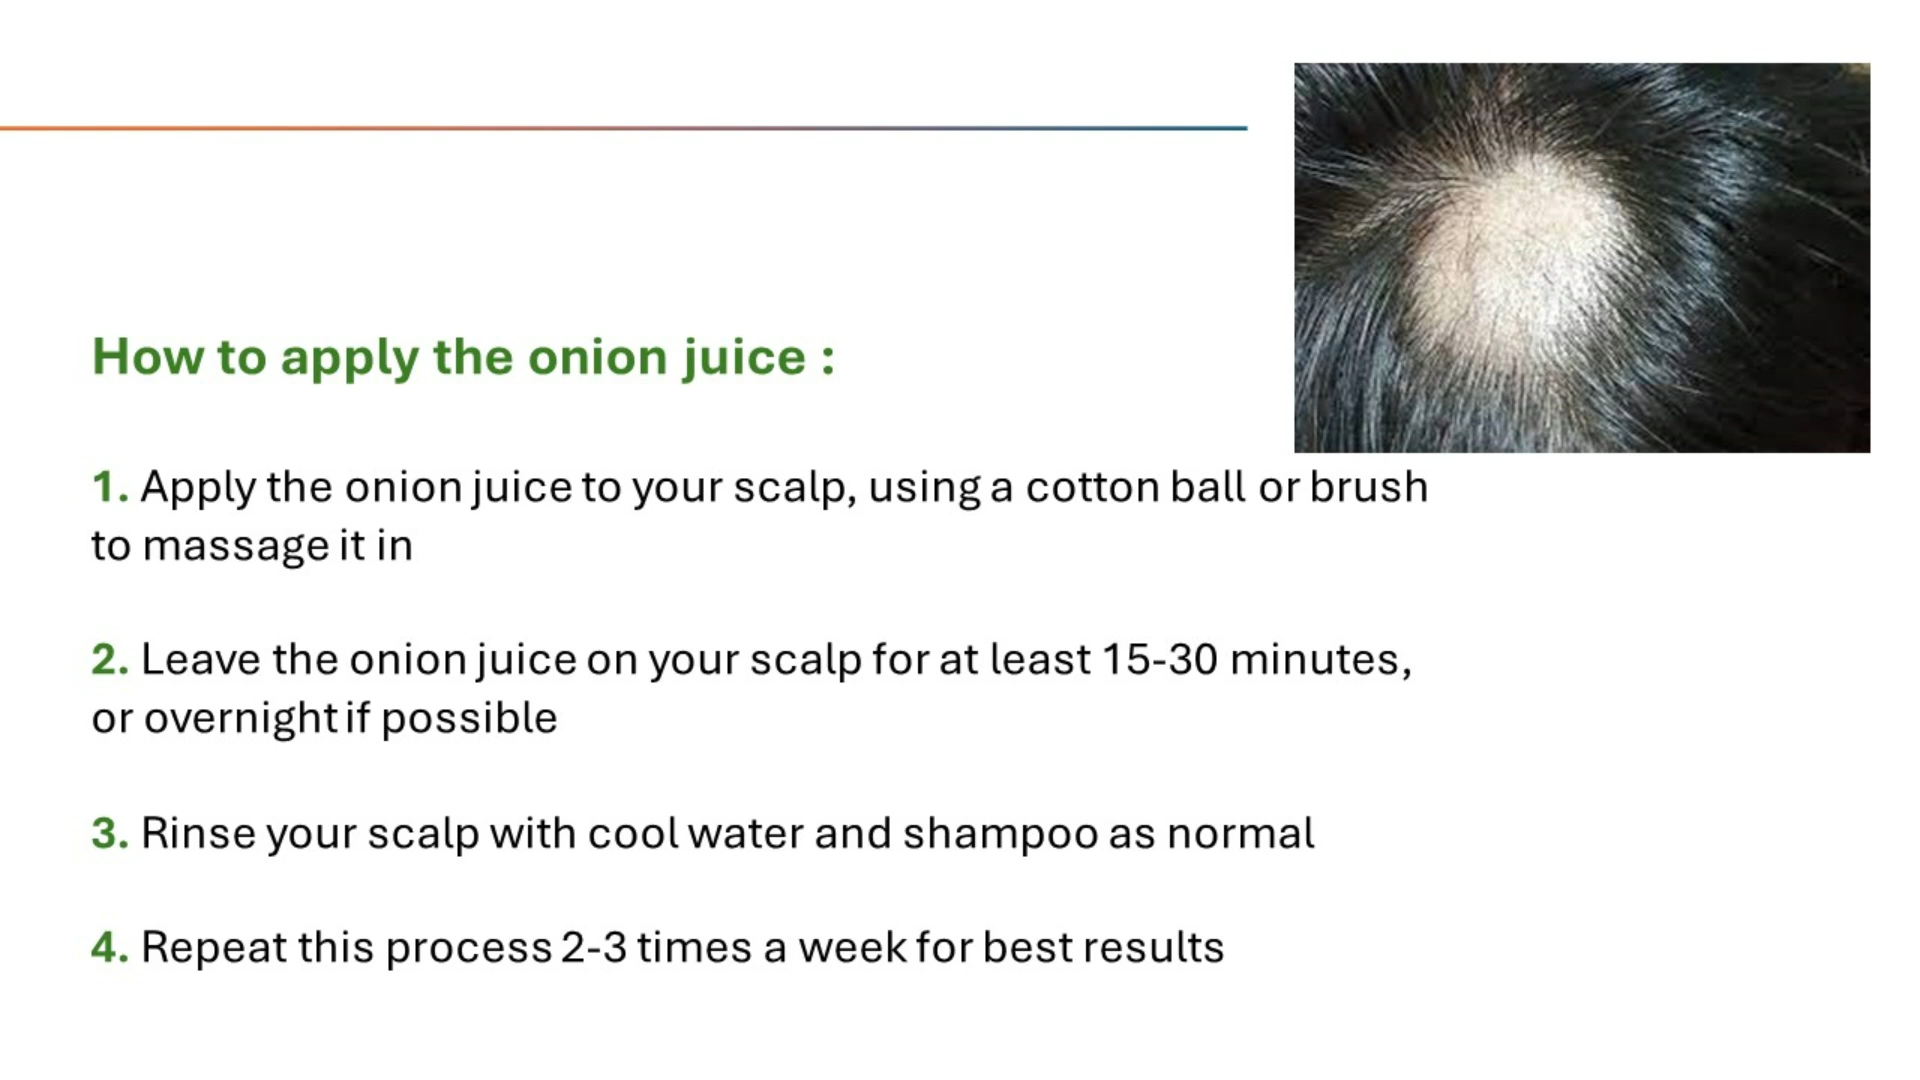 How to apply the onion juice :
1. Apply the onion juice to your scalp, using a cotton ball or brush
to massage it in
2. Leave the onion juice on your scalp for at least 15-30 minutes,
or overnight if possible
3. Rinse your scalp with cool water and shampoo as normal
4. Repeat this process 2-3 times a week for best results